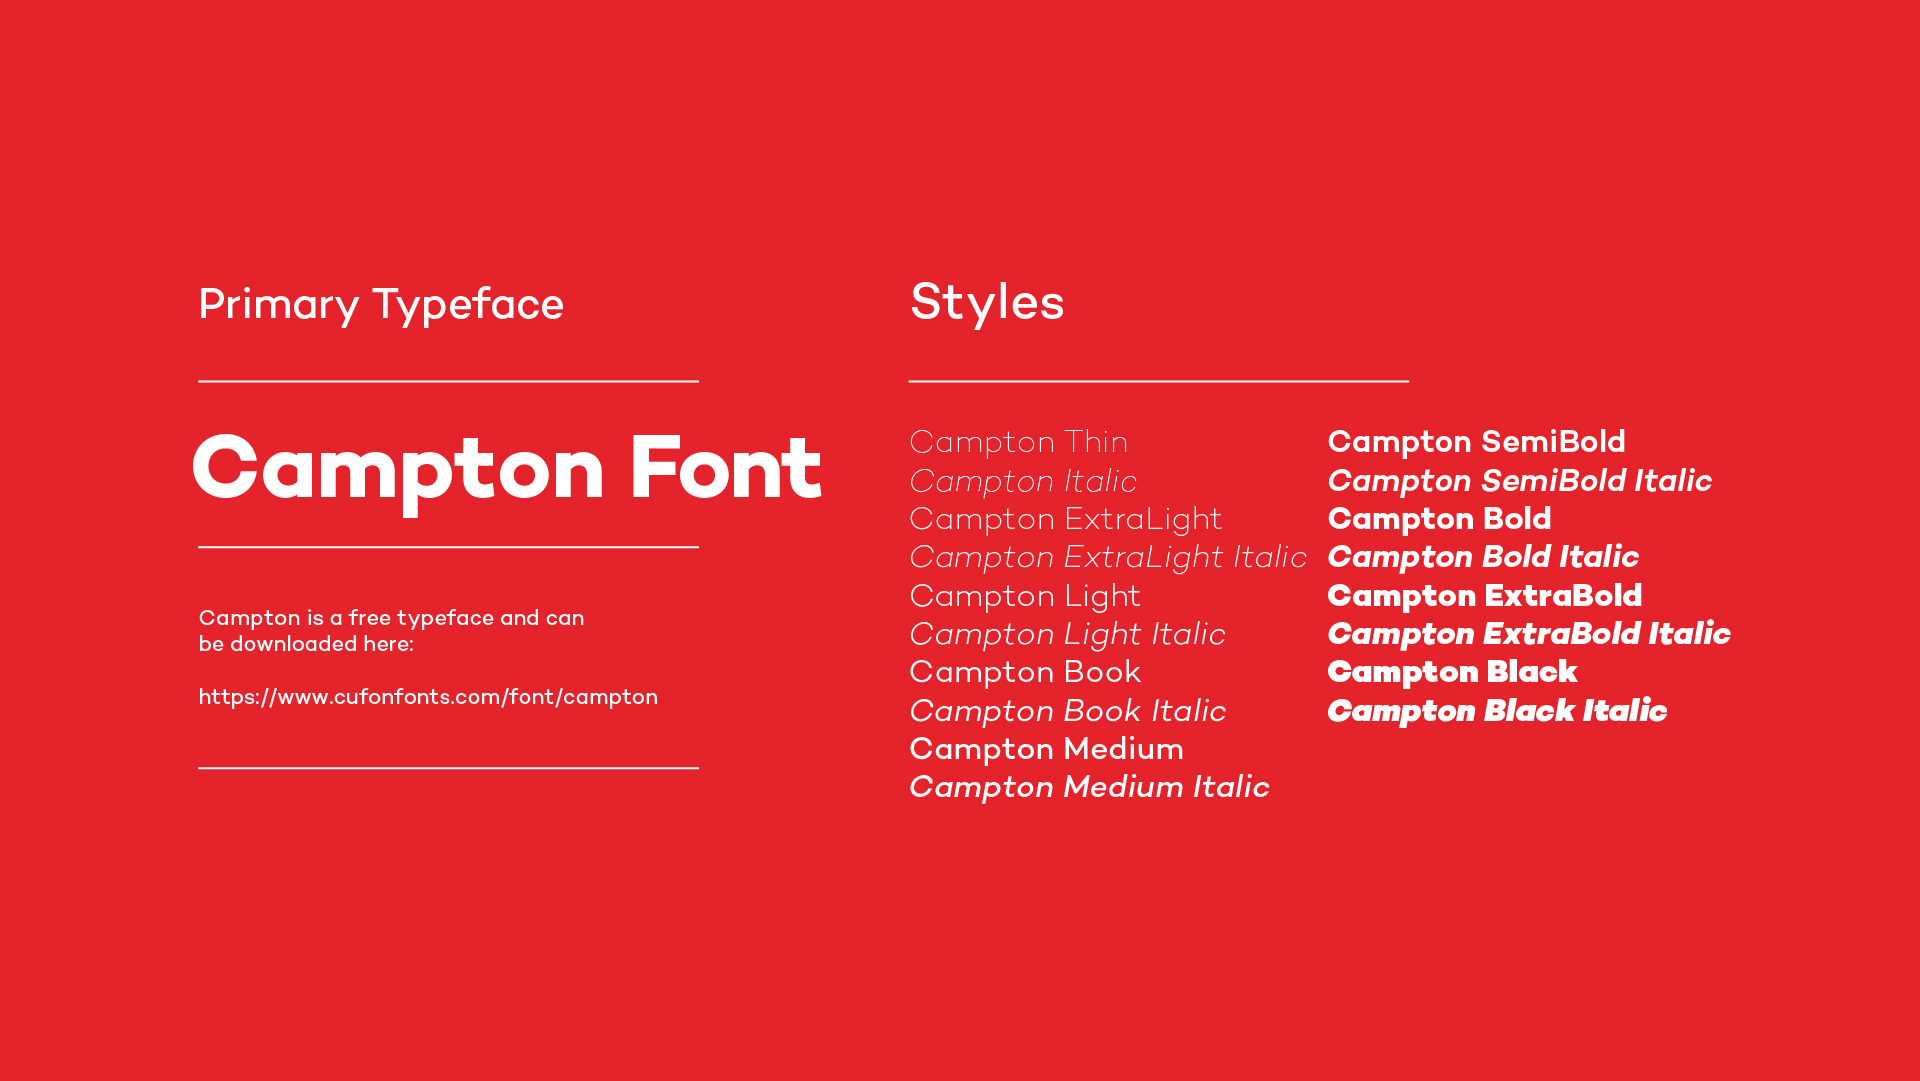 Primary Typeface
Campton Font
Campton is a free typeface and can
be downloaded here:
https://www.cufonfonts.com/font/campton
Styles
Campton Thin
Campton Italic
Campton ExtraLight
Campton ExtraLight Italic
Campton Light
Campton Light Italic
Campton Book
Campton Book Italic
Campton Medium
Campton Medium Italic
Campton SemiBold
Campton SemiBold Italic
Campton Bold
Campton Bold Italic
Campton ExtraBold
Campton ExtraBold Italic
Campton Black
Campton Black Italic